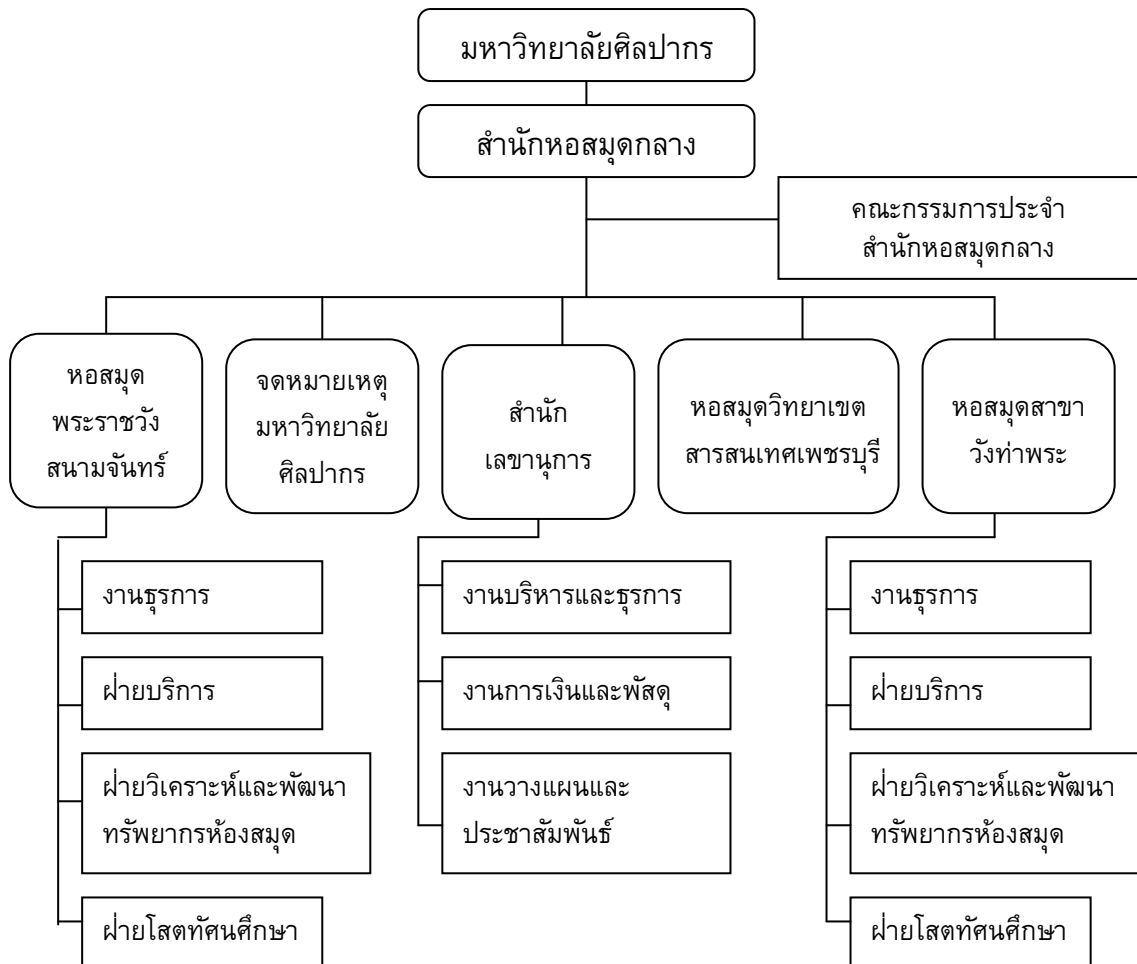 มหาวิทยาลัยศิลปากร
สำนักหอสมุดกลาง
คณะกรรมการประจำ
สำนักหอสมุดกลาง
หอสมุด
พระราชวัง
สนามจันทร์
จดหมายเหตุ
มหาวิทยาลัย
ศิลปากร
สำนัก
เลขานุการ
หอสมุดวิทยาเขต
สารสนเทศเพชรบุรี
หอสมุดสาขา
วังท่าพระ
งานธุรการ
ฝ่ายบริการ
ฝ่ายวิเคราะห์และพัฒนา
ทรัพยากรห้องสมุด
ฝ่ายโสตทัศนศึกษา
งานบริหารและธุรการ
งานการเงินและพัสดุ
งานวางแผนและ
ประชาสัมพันธ์
งานธุรการ
ฝ่ายบริการ
ฝ่ายวิเคราะห์และพัฒนา
ทรัพยากรห้องสมุด
ฝ่ายโสตทัศนศึกษา